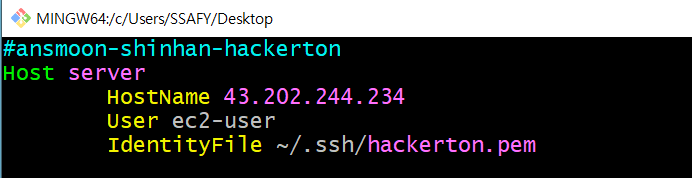 MINGW64:/c/Users/SSAFY/Desktop
#ansmoon-shinhan-hackerton
Host server
HostName 43.202.244.234
User ec2-user
IdentityFile ~/.ssh/hackerton.pem